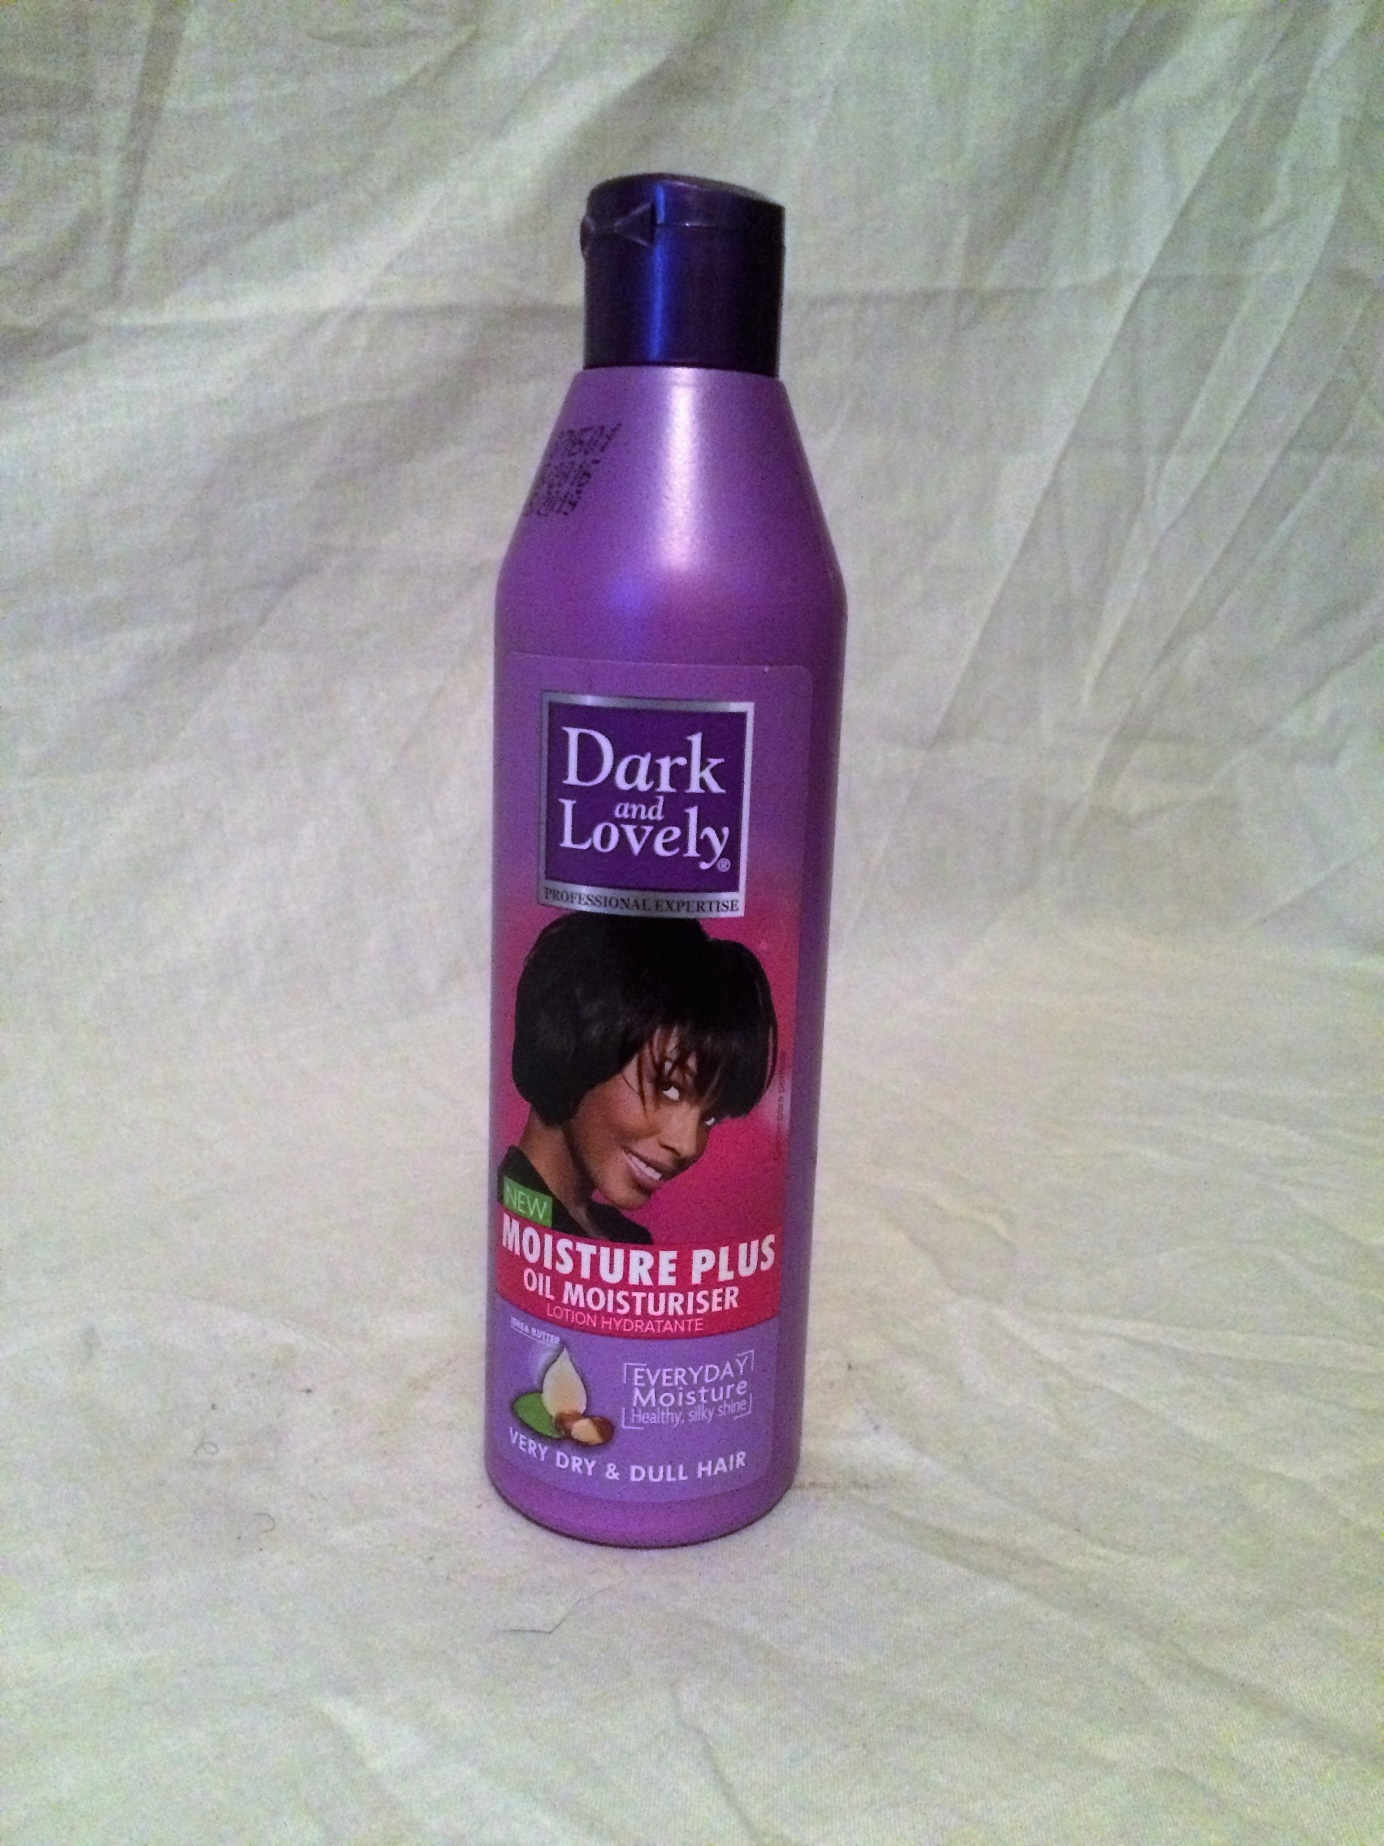 Dark
and
Lovely®
PROFESSIONAL EXPERTISE
NEW
MOISTURE PLUS
OIL MOISTURISER
LOTION HYDRATANTE
SHEA BUTTER
EVERYDAY
Moisture
Healthy, silky shine
VERY DRY & DULL HAIR